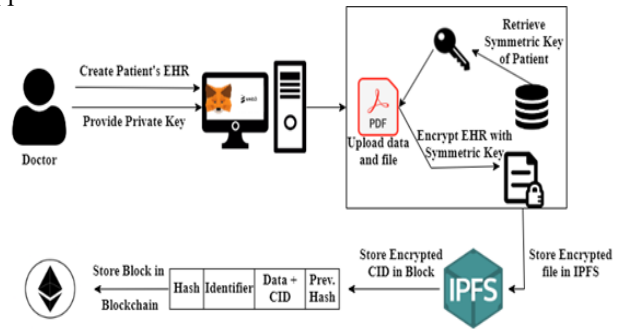 Retrieve
Symmetric Key
of Patient
Create Patient's EHR
Provide Private Key
Doctor
PDF
Upload data
and file
Encrypt EHR with
Symmetric Key
Store Encrypted
file in IPFS
IPFS
Store Encrypted
CID in Block
Hash
Identifier
Data +
CID
Prev.
Hash
Store Block in
Blockchain